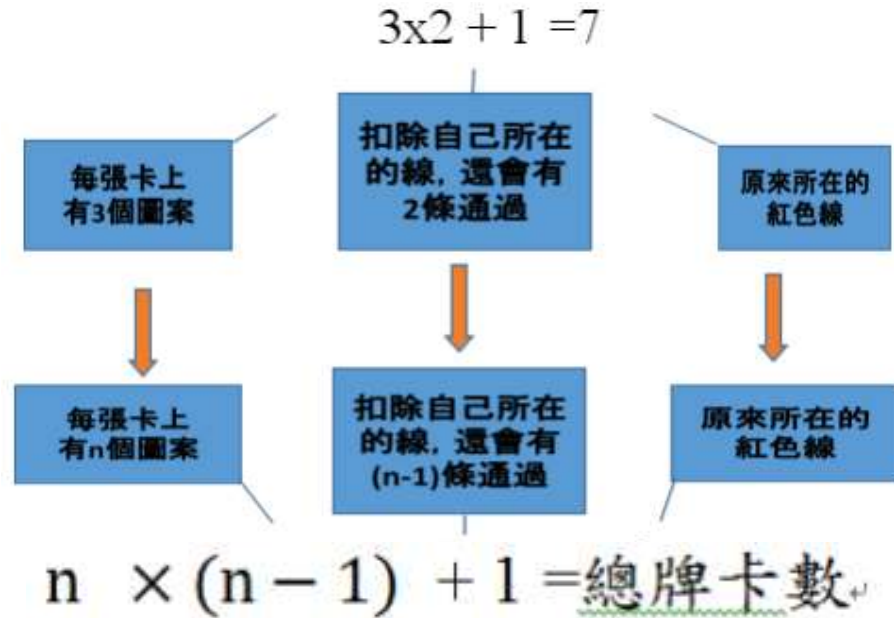 3x2 + 1 =7
每張卡上
有3個圖案
扣除自己所在
的線, 還會有
2條通過
原來所在的
紅色線
每張卡上
有n個圖案
扣除自己所在
的線, 還會有
(n-1)條通過
原來所在的
紅色線
n ×(n − 1) + 1 =總牌卡數